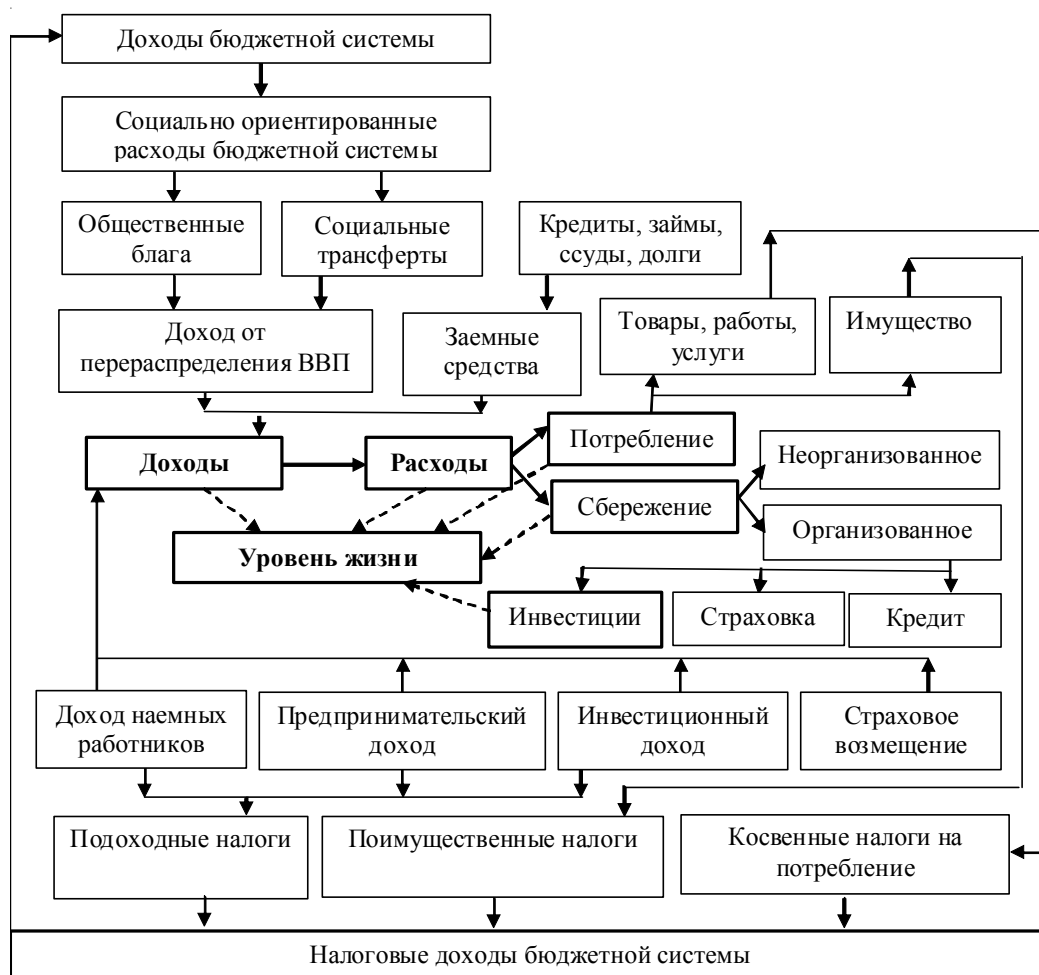 Доходы бюджетной системы
Социально ориентированные
расходы бюджетной системы
Общественные
блага
Социальные
трансферты
Кредиты, займы,
ссуды, долги
Доход от
перераспределения ВВП
Заемные
средства
Товары, работы,
услуги
Имущество
Доходы
Расходы
Потребление
Сбережение
Неорганизованное
Организованное
Уровень жизни
Инвестиции
Страховка
Кредит
Доход наемных
работников
Предпринимательский
доход
Инвестиционный
доход
Страховое
возмещение
Подоходные налоги
Поимущественные налоги
Косвенные налоги на
потребление
Налоговые доходы бюджетной системы